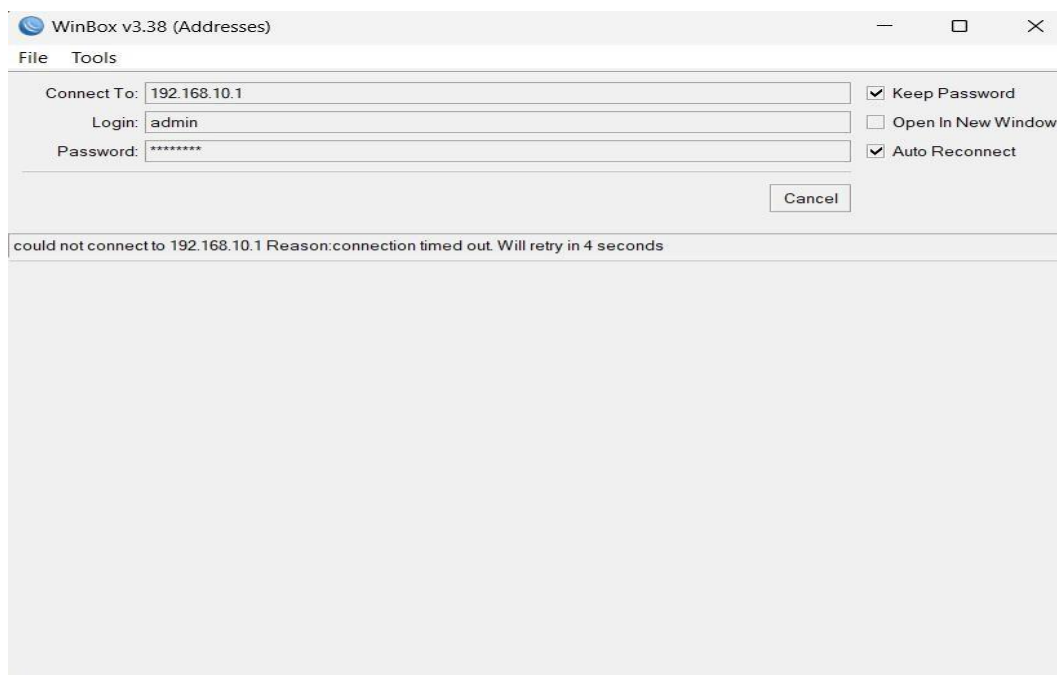 WinBox v3.38 (Addresses)
File Tools
Connect To: 192.168.10.1
Keep Password
Login: admin
Open In New Window
Password: ********
Auto Reconnect
Cancel
could not connect to 192.168.10.1 Reason:connection timed out. Will retry in 4 seconds